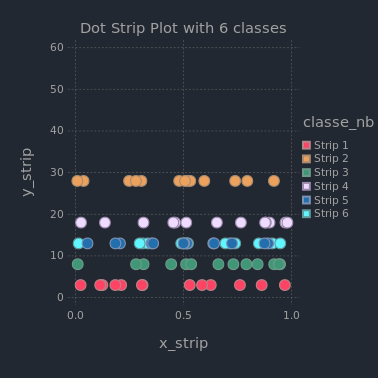 Dot Strip Plot with 6 classes
60
50
40
30
20
10
0
y_strip
0.0
0.5
1.0
x_strip
classe_nb
Strip 1
Strip 2
Strip 3
Strip 4
Strip 5
Strip 6